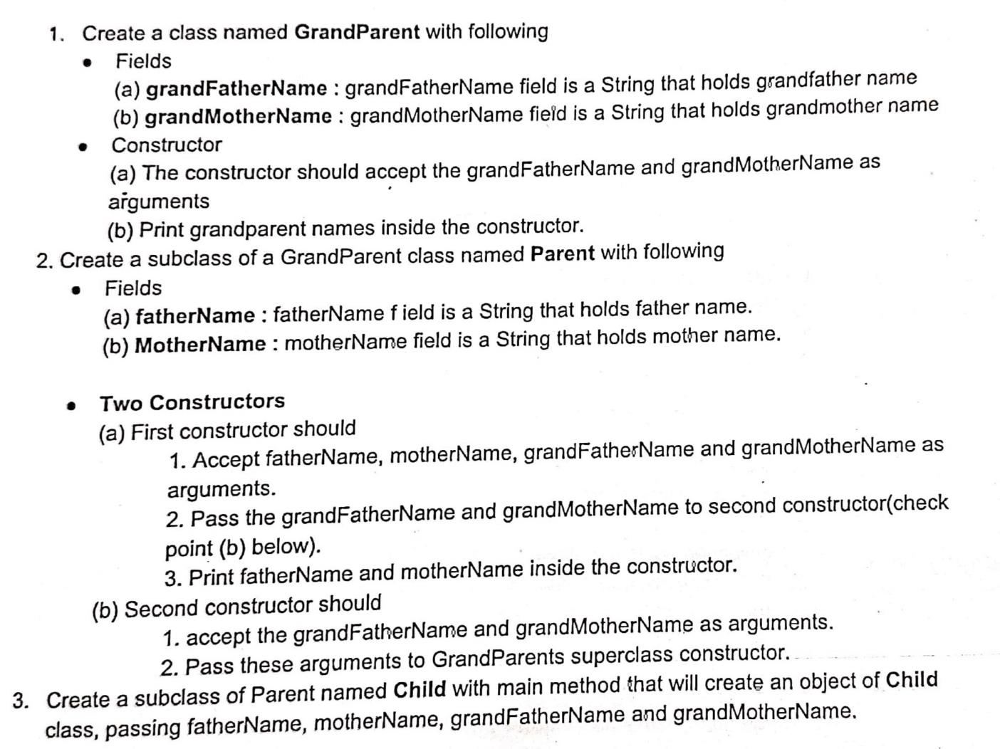 1. Create a class named GrandParent with following
• Fields
(a) grandFatherName : grandFatherName field is a String that holds grandfather name
(b) grandMotherName : grandMotherName field is a String that holds grandmother name
• Constructor
(a) The constructor should accept the grandFatherName and grandMotherName as
arguments
(b) Print grandparent names inside the constructor.
2. Create a subclass of a GrandParent class named Parent with following
• Fields
(a) fatherName : fatherName f ield is a String that holds father name.
(b) MotherName : motherName field is a String that holds mother name.
• Two Constructors
(a) First constructor should
1. Accept fatherName, motherName, grandFatherName and grandMotherName as
arguments.
2. Pass the grandFatherName and grandMotherName to second constructor(check
point (b) below).
3. Print fatherName and motherName inside the constructor.
(b) Second constructor should
1. accept the grandFatherName and grandMotherName as arguments.
2. Pass these arguments to GrandParents superclass constructor.
3. Create a subclass of Parent named Child with main method that will create an object of Child
class, passing fatherName, motherName, grandFatherName and grandMotherName.